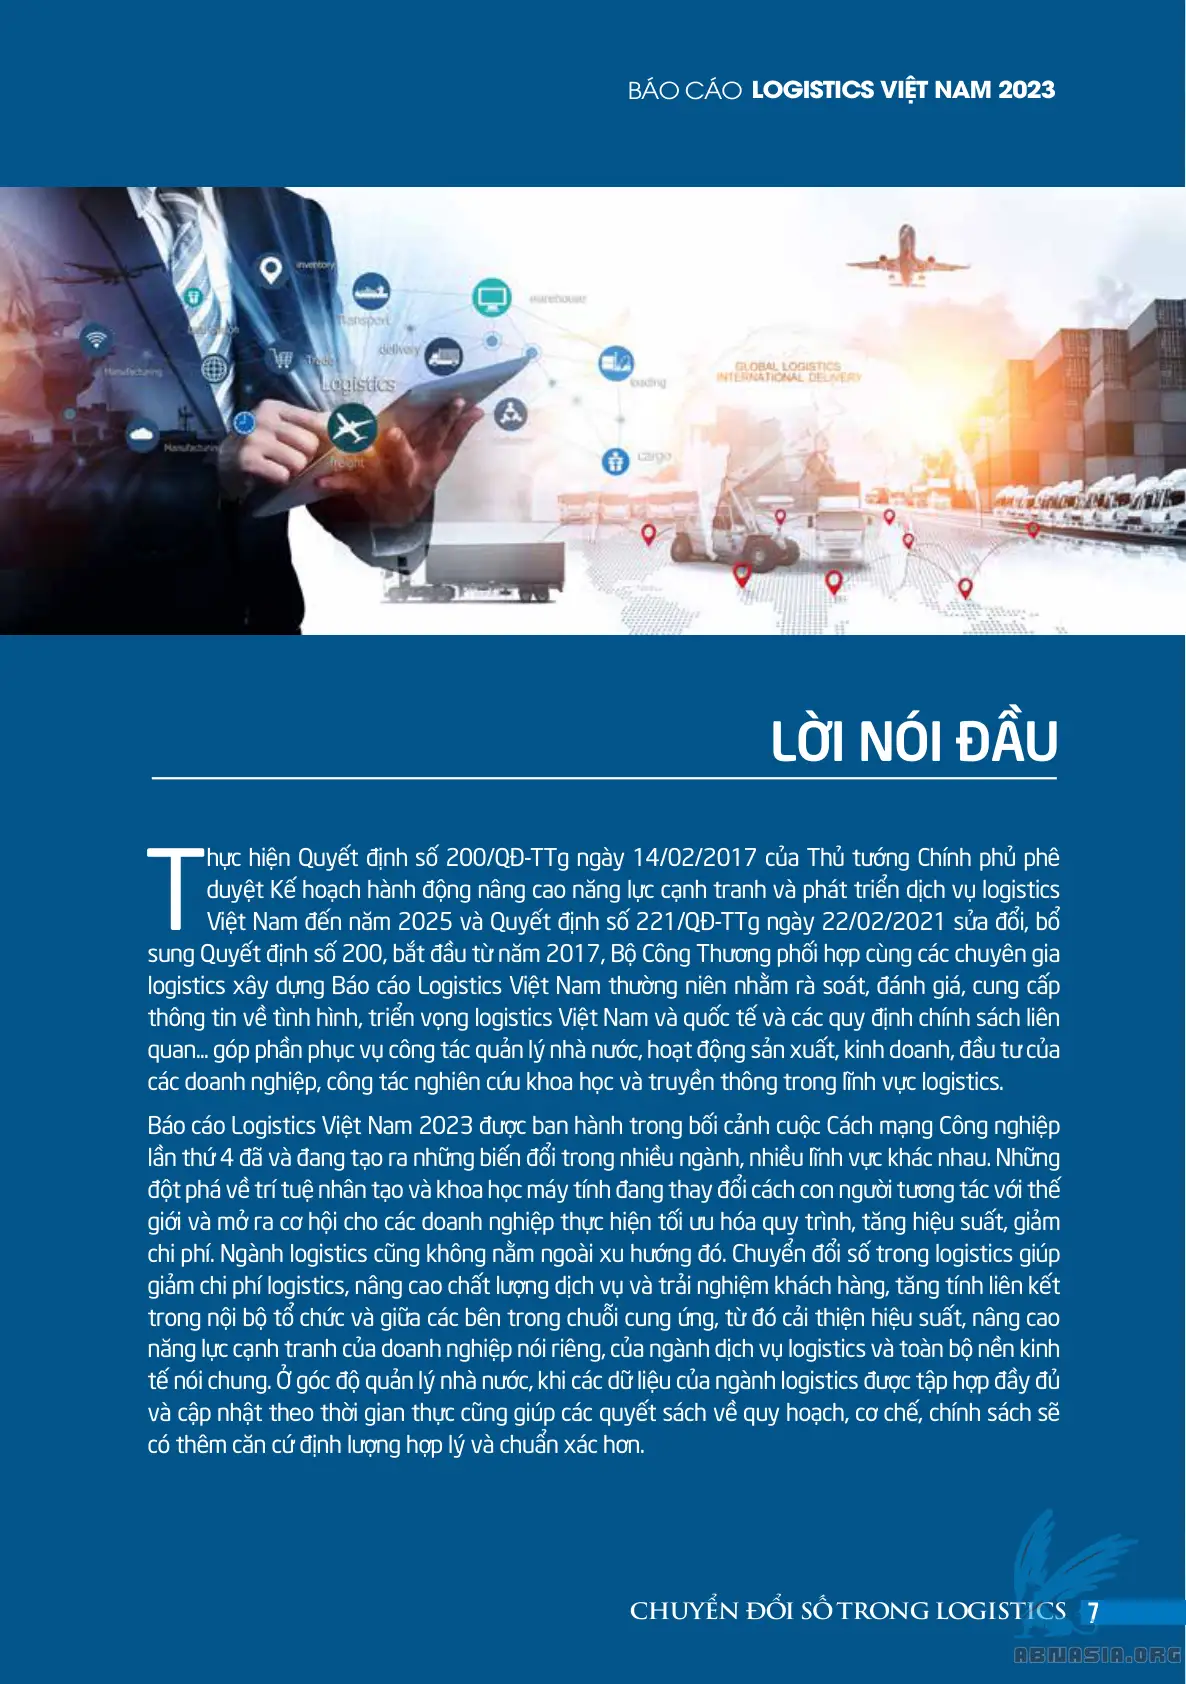 BÁO CÁO LOGISTICS VIỆT NAM 2023
inventory
Transport
warehouse
delivery
Manufacturing
Trade
Logistics
loading
GLOBAL LOGISTICS
INTERNATIONAL DELIVERY
Manufacturing
freight
cargo
LỜI NÓI ĐẦU
Thực hiện Quyết định số 200/QĐ-TTg ngày 14/02/2017 của Thủ tướng Chính phủ phê
duyệt Kế hoạch hành động nâng cao năng lực cạnh tranh và phát triển dịch vụ logistics
Việt Nam đến năm 2025 và Quyết định số 221/QĐ-TTg ngày 22/02/2021 sửa đổi, bổ
sung Quyết định số 200, bắt đầu từ năm 2017, Bộ Công Thương phối hợp cùng các chuyên gia
logistics xây dựng Báo cáo Logistics Việt Nam thường niên nhằm rà soát, đánh giá, cung cấp
thông tin về tình hình, triển vọng logistics Việt Nam và quốc tế và các quy định chính sách liên
quan... góp phần phục vụ công tác quản lý nhà nước, hoạt động sản xuất, kinh doanh, đầu tư của
các doanh nghiệp, công tác nghiên cứu khoa học và truyền thông trong lĩnh vực logistics.
Báo cáo Logistics Việt Nam 2023 được ban hành trong bối cảnh cuộc Cách mạng Công nghiệp
lần thứ 4 đã và đang tạo ra những biến đổi trong nhiều ngành, nhiều lĩnh vực khác nhau. Những
đột phá về trí tuệ nhân tạo và khoa học máy tính đang thay đổi cách con người tương tác với thế
giới và mở ra cơ hội cho các doanh nghiệp thực hiện tối ưu hóa quy trình, tăng hiệu suất, giảm
chi phí. Ngành logistics cũng không nằm ngoài xu hướng đó. Chuyển đổi số trong logistics giúp
giảm chi phí logistics, nâng cao chất lượng dịch vụ và trải nghiệm khách hàng, tăng tính liên kết
trong nội bộ tổ chức và giữa các bên trong chuỗi cung ứng, từ đó cải thiện hiệu suất, nâng cao
năng lực cạnh tranh của doanh nghiệp nói riêng, của ngành dịch vụ logistics và toàn bộ nền kinh
tế nói chung. Ở góc độ quản lý nhà nước, khi các dữ liệu của ngành logistics được tập hợp đầy đủ
và cập nhật theo thời gian thực cũng giúp các quyết sách về quy hoạch, cơ chế, chính sách sẽ
có thêm căn cứ định lượng hợp lý và chuẩn xác hơn.
CHUYỂN ĐỔI SỐ TRONG LOGISTICS 7
ABNASIA.ORG